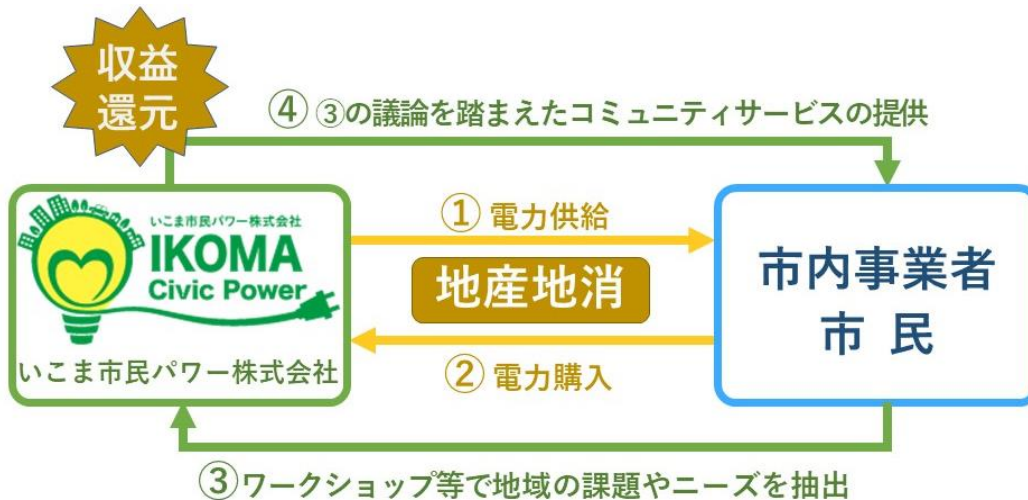 収益
還元
④ ③の議論を踏まえたコミュニティサービスの提供
いこま市民パワー株式会社
IKOMA
Civic Power
いこま市民パワー株式会社
① 電力供給
地産地消
② 電力購入
市内事業者
市 民
③ワークショップ等で地域の課題やニーズを抽出